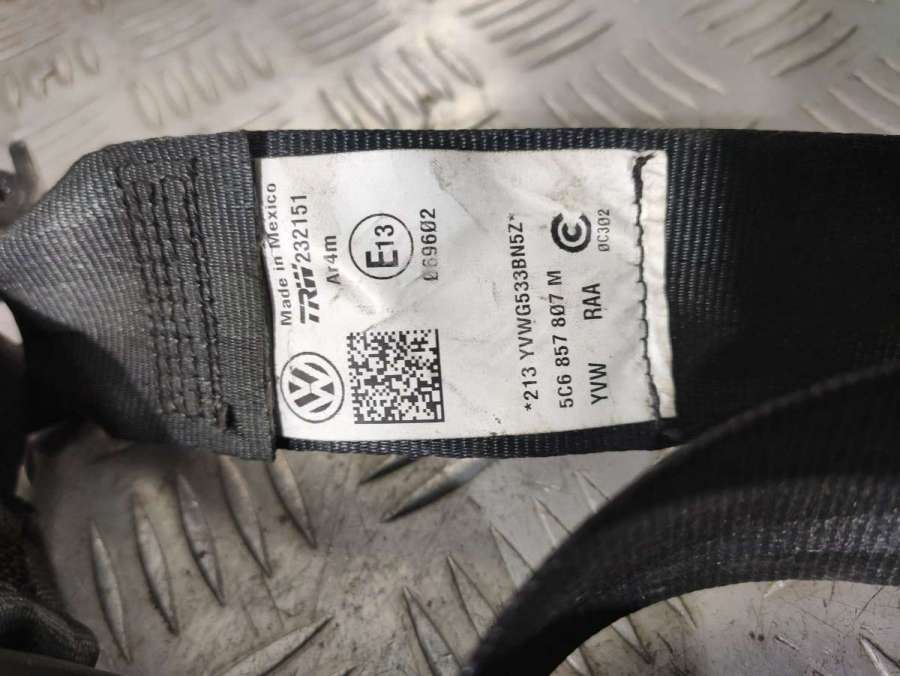 Made in Mexico
TRW 232151
Ar4m
E13
069602
*213 YVWG533BN5Z*
5C6 857 807 M
YVW RAA
0C302